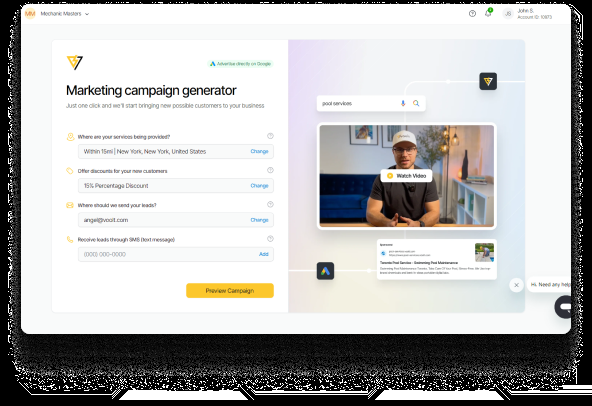 MM Mechanic Masters
1
JS John S.
Account ID: 10873
Advertise directly on Google
Marketing campaign generator
Just one click and we'll start bringing new possible customers to your business
Where are your services being provided?
Within 15mi | New York, New York, United States Change
Offer discounts for your new customers
15% Percentage Discount Change
Where should we send your leads?
angel@vooit.com Change
Receive leads through SMS (text message)
(000) 000-0000 Add
Preview Campaign
pool services
Watch Video
Sponsored
Toronto Pool Service - Swimming Pool Maintenance
Hi. Need any help